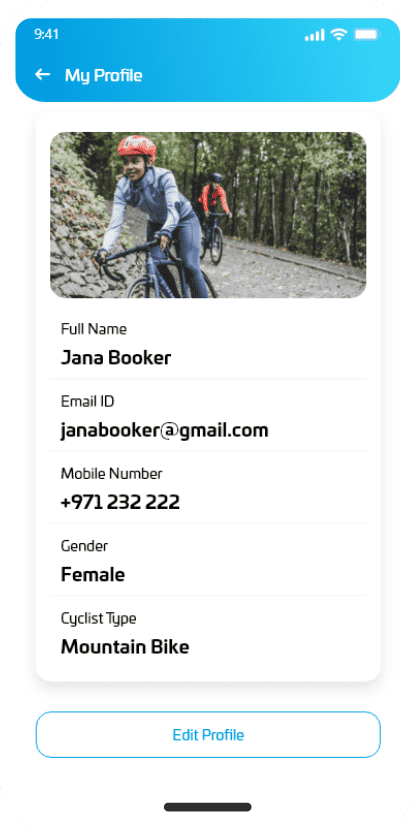 9:41
My Profile
Full Name
Jana Booker
Email ID
janabooker@gmail.com
Mobile Number
+971 232 222
Gender
Female
Cyclist Type
Mountain Bike
Edit Profile